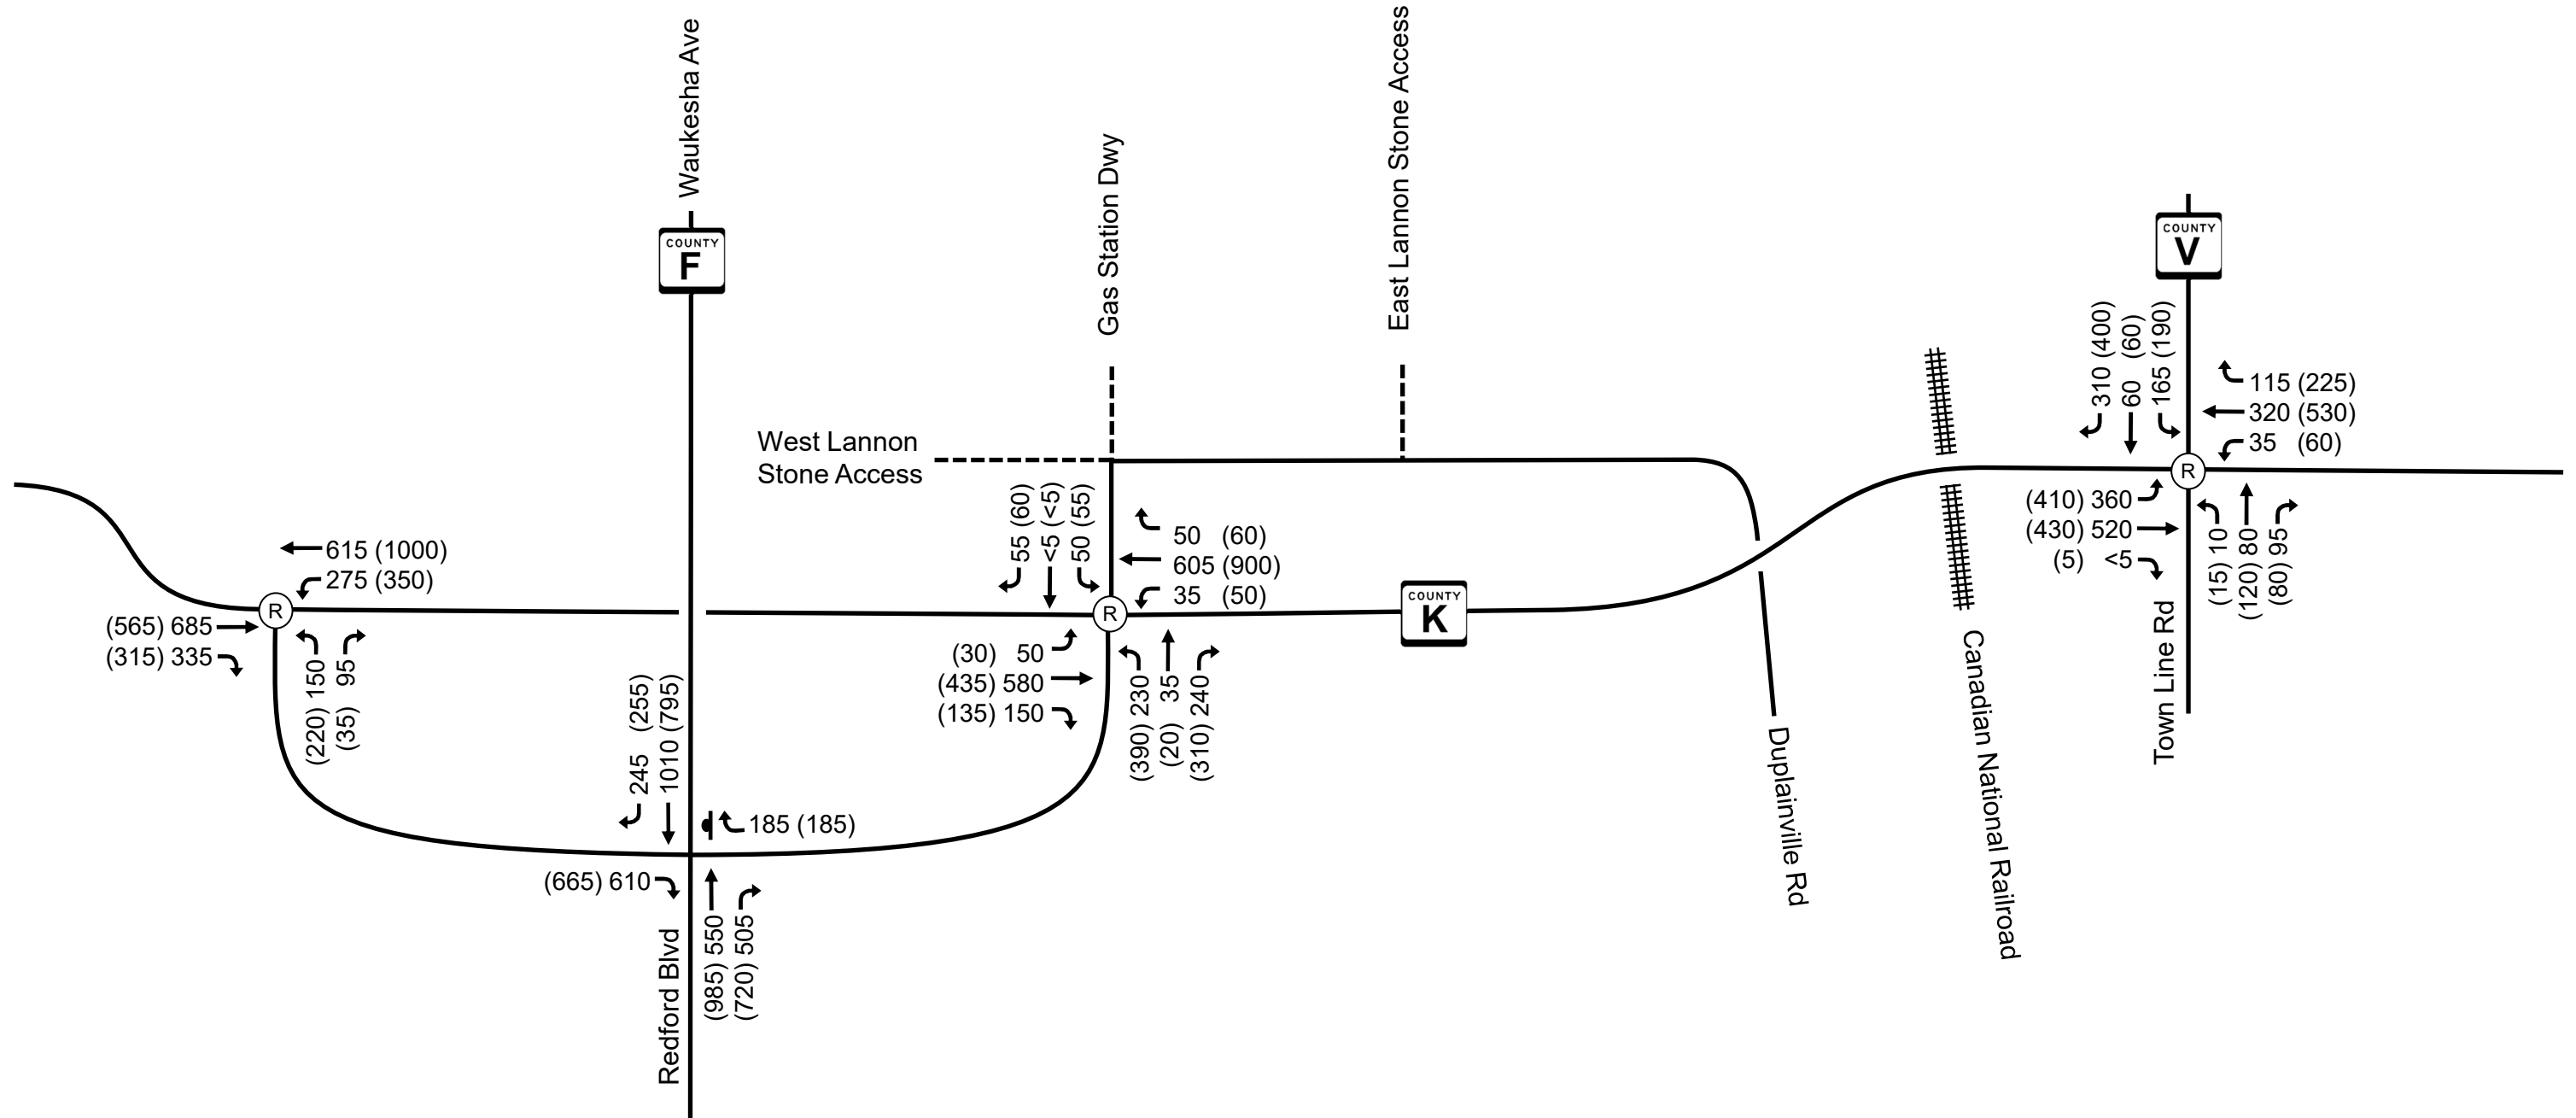 Waukesha Ave
COUNTY
F
Gas Station Dwy
East Lannon Stone Access
COUNTY
V
West Lannon
Stone Access
615 (1000)
275 (350)
R
(565) 685
(315) 335
(220) 150
(35) 95
245 (255)
1010 (795)
185 (185)
(665) 610
(985) 550
(720) 505
Redford Blvd
55 (60)
<5 (<5)
50 (55)
50 (60)
605 (900)
35 (50)
R
(30) 50
(435) 580
(135) 150
(390) 230
(20) 35
(310) 240
COUNTY
K
Duplainville Rd
Canadian National Railroad
310 (400)
60 (60)
165 (190)
115 (225)
320 (530)
35 (60)
R
(410) 360
(430) 520
(5) <5
(15) 10
(120) 80
(80) 95
Town Line Rd